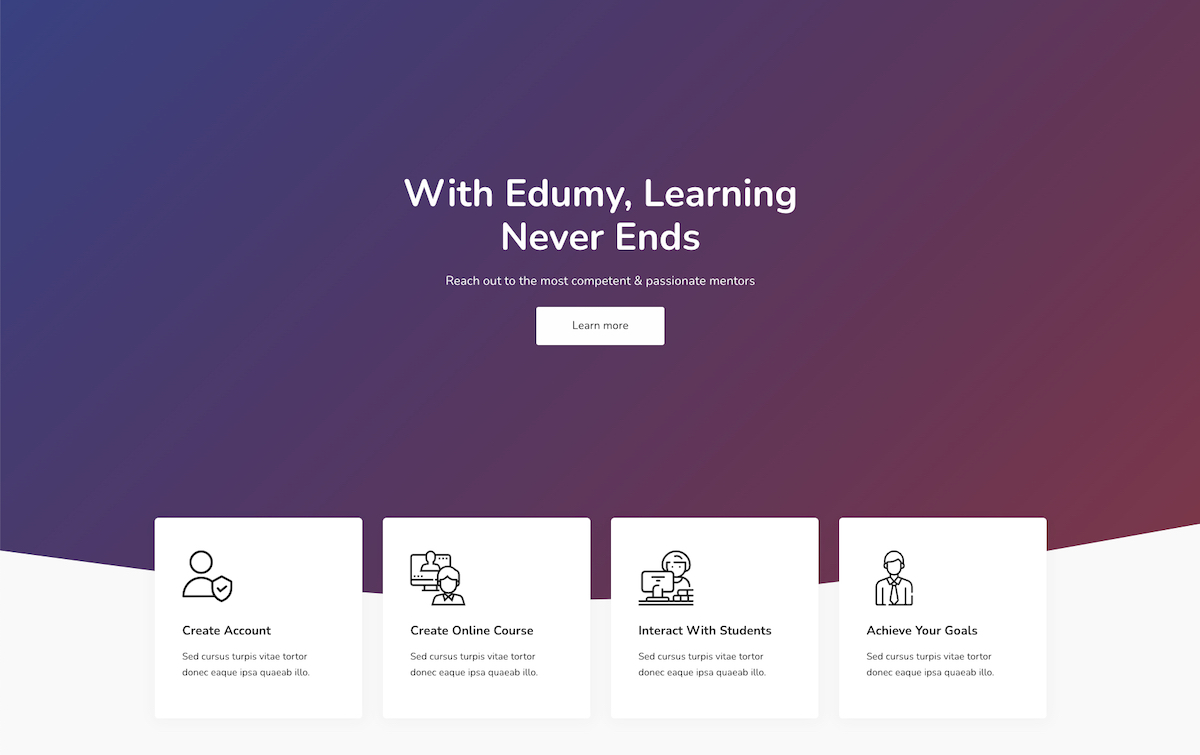 With Edumy, Learning
Never Ends
Reach out to the most competent & passionate mentors
Learn more
Create Account
Sed cursus turpis vitae tortor
donec eaque ipsa quaeab illo.
Create Online Course
Sed cursus turpis vitae tortor
donec eaque ipsa quaeab illo.
Interact With Students
Sed cursus turpis vitae tortor
donec eaque ipsa quaeab illo.
Achieve Your Goals
Sed cursus turpis vitae tortor
donec eaque ipsa quaeab illo.